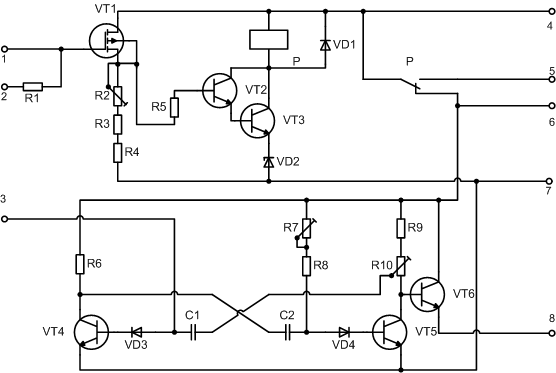 VT1
4
1
VD1
P
P
5
2
R1
R2
R5
VT2
6
R3
VT3
R4
VD2
7
3
R7
R9
R6
R8
R10
VT6
C1
C2
VT4
VD3
VD4
VT5
8